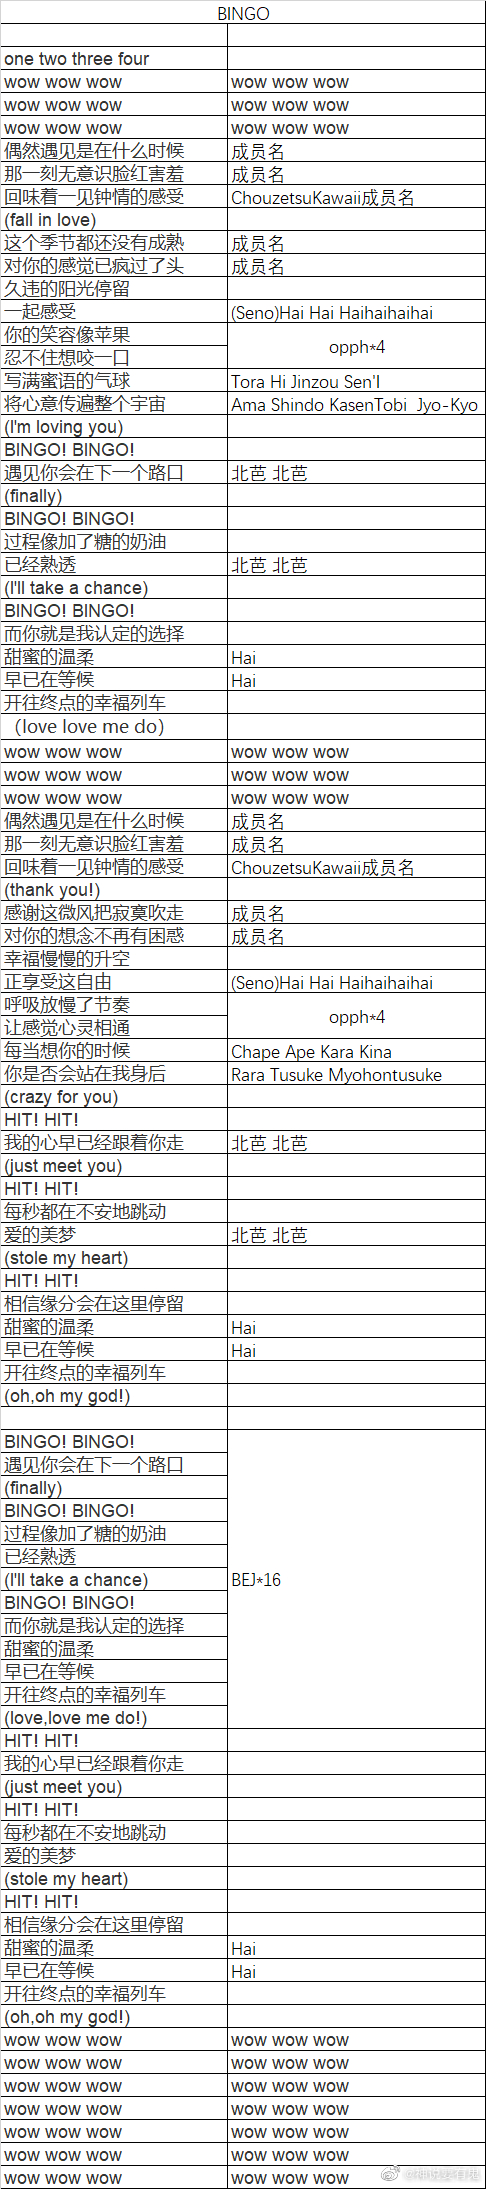 BINGO
one two three four
wow wow wow wow wow wow
wow wow wow wow wow wow
wow wow wow wow wow wow
偶然遇见是在什么时候 成员名
那一刻无意识脸红害羞 成员名
回味着一见钟情的感受 ChouzetsuKawaii成员名
(fall in love)
这个季节都还没有成熟 成员名
对你的感觉已疯过了头 成员名
久违的阳光停留
一起感受 (Seno)Hai Hai Haihaihaihai
你的笑容像苹果
opph*4
忍不住想咬一口
写满蜜语的气球 Tora Hi Jinzou Sen'I
将心意传遍整个宇宙 Ama Shindo KasenTobi Jyo-Kyo
(I'm loving you)
BINGO! BINGO!
遇见你会在下一个路口 北芭 北芭
(finally)
BINGO! BINGO!
过程像加了糖的奶油
已经熟透 北芭 北芭
(I'll take a chance)
BINGO! BINGO!
而你就是我认定的选择
甜蜜的温柔 Hai
早已在等候 Hai
开往终点的幸福列车
（love love me do）
wow wow wow wow wow wow
wow wow wow wow wow wow
wow wow wow wow wow wow
偶然遇见是在什么时候 成员名
那一刻无意识脸红害羞 成员名
回味着一见钟情的感受 ChouzetsuKawaii成员名
(thank you!)
感谢这微风把寂寞吹走 成员名
对你的想念不再有困惑 成员名
幸福慢慢的升空
正享受这自由 (Seno)Hai Hai Haihaihaihai
呼吸放慢了节奏
opph*4
让感觉心灵相通
每当想你的时候 Chape Ape Kara Kina
你是否会站在我身后 Rara Tusuke Myohontusuke
(crazy for you)
HIT! HIT!
我的心早已经跟着你走 北芭 北芭
(just meet you)
HIT! HIT!
每秒都在不安地跳动
爱的美梦 北芭 北芭
(stole my heart)
HIT! HIT!
相信缘分会在这里停留
甜蜜的温柔 Hai
早已在等候 Hai
开往终点的幸福列车
(oh,oh my god!)
BINGO! BINGO!
遇见你会在下一个路口
(finally)
BINGO! BINGO!
过程像加了糖的奶油
已经熟透
(I'll take a chance) BEJ*16
BINGO! BINGO!
而你就是我认定的选择
甜蜜的温柔
早已在等候
开往终点的幸福列车
(love,love me do!)
HIT! HIT!
我的心早已经跟着你走
(just meet you)
HIT! HIT!
每秒都在不安地跳动
爱的美梦
(stole my heart)
HIT! HIT!
相信缘分会在这里停留
甜蜜的温柔 Hai
早已在等候 Hai
开往终点的幸福列车
(oh,oh my god!)
wow wow wow wow wow wow
wow wow wow wow wow wow
wow wow wow wow wow wow
wow wow wow wow wow wow
wow wow wow wow wow wow
wow wow wow wow wow wow
wow wow wow wow wow wow